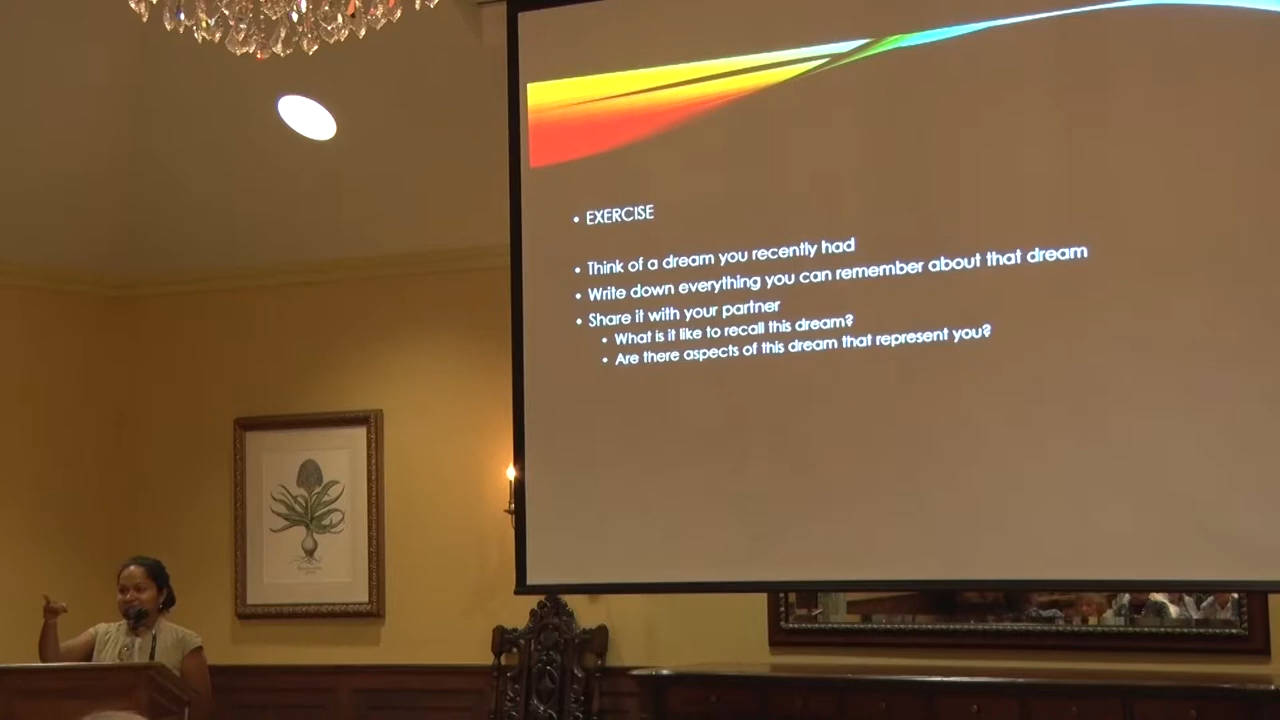 • EXERCISE
• Think of a dream you recently had
• Write down everything you can remember about that dream
• Share it with your partner
• What is it like to recall this dream?
• Are there aspects of this dream that represent you?